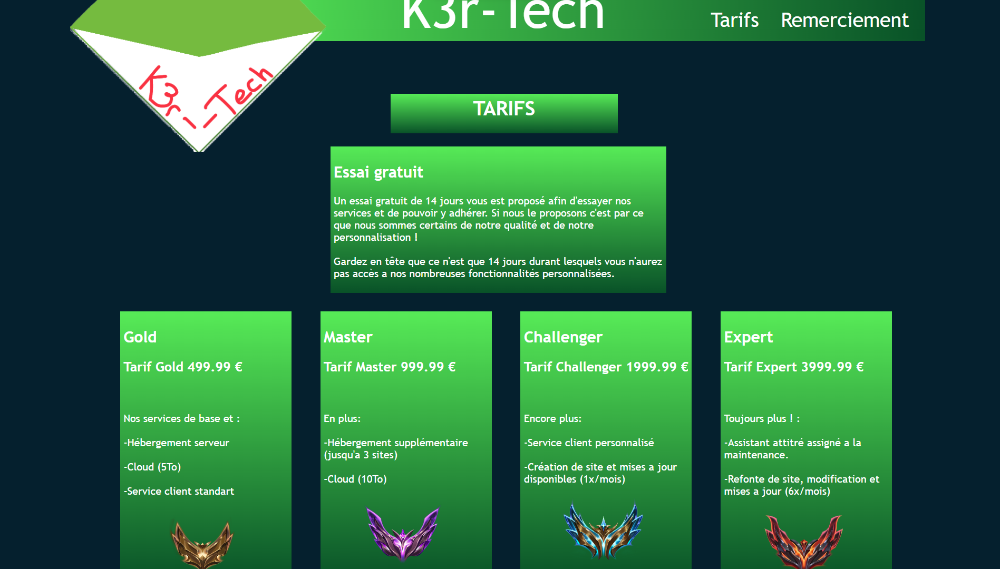 K3r-Tech
Tarifs
Remerciement
K3r--Tech
TARIFS
Essai gratuit
Un essai gratuit de 14 jours vous est proposé afin d'essayer nos
services et de pouvoir y adhérer. Si nous le proposons c'est par ce
que nous sommes certains de notre qualité et de notre
personnalisation !
Gardez en tête que ce n'est que 14 jours durant lesquels vous n'aurez
pas accès a nos nombreuses fonctionnalités personnalisées.
Gold
Tarif Gold 499.99 €
Nos services de base et :
-Hébergement serveur
-Cloud (5To)
-Service client standart
Master
Tarif Master 999.99 €
En plus:
-Hébergement supplémentaire
(jusqu'a 3 sites)
-Cloud (10To)
Challenger
Tarif Challenger 1999.99 €
Encore plus:
-Service client personnalisé
-Création de site et mises a jour
disponibles (1x/mois)
Expert
Tarif Expert 3999.99 €
Toujours plus ! :
-Assistant attitré assigné a la
maintenance.
-Refonte de site, modification et
mises a jour (6x/mois)